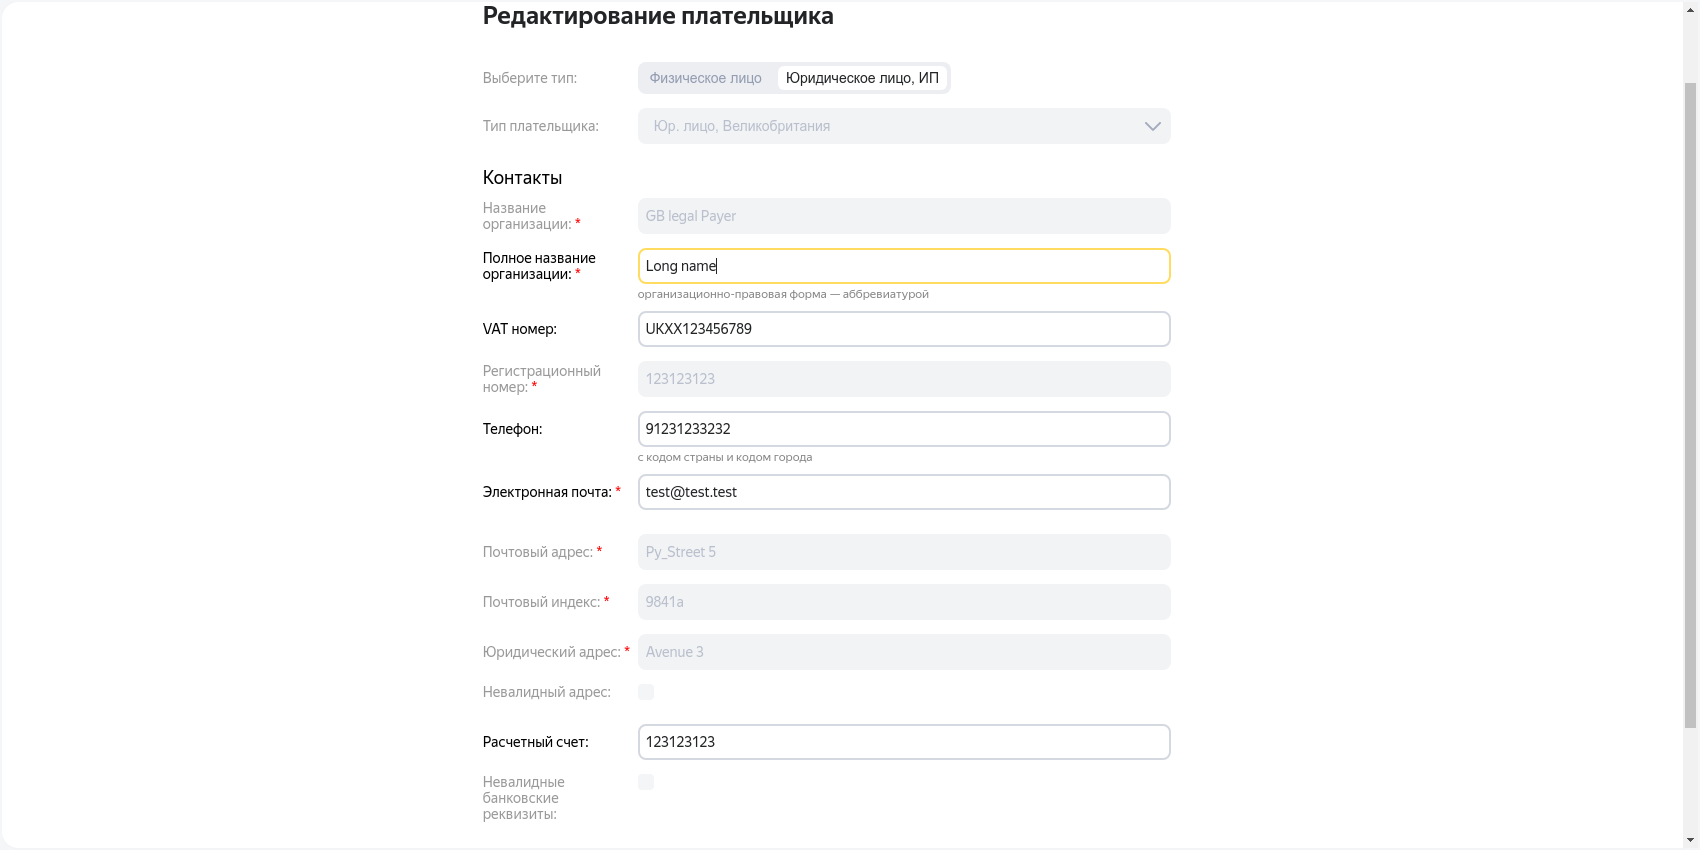 Редактирование плательщика
Выберите тип:
Физическое лицо
Юридическое лицо, ИП
Тип плательщика:
Юр. лицо, Великобритания
Контакты
Название
организации: *
GB legal Payer
Полное название
организации: *
Long name
организационно-правовая форма — аббревиатурой
VAT номер:
UKXX123456789
Регистрационный
номер: *
123123123
Телефон:
91231233232
с кодом страны и кодом города
Электронная почта: *
test@test.test
Почтовый адрес: *
Py_Street 5
Почтовый индекс: *
9841a
Юридический адрес: *
Avenue 3
Невалидный адрес:
Расчетный счет:
123123123
Невалидные
банковские
реквизиты: